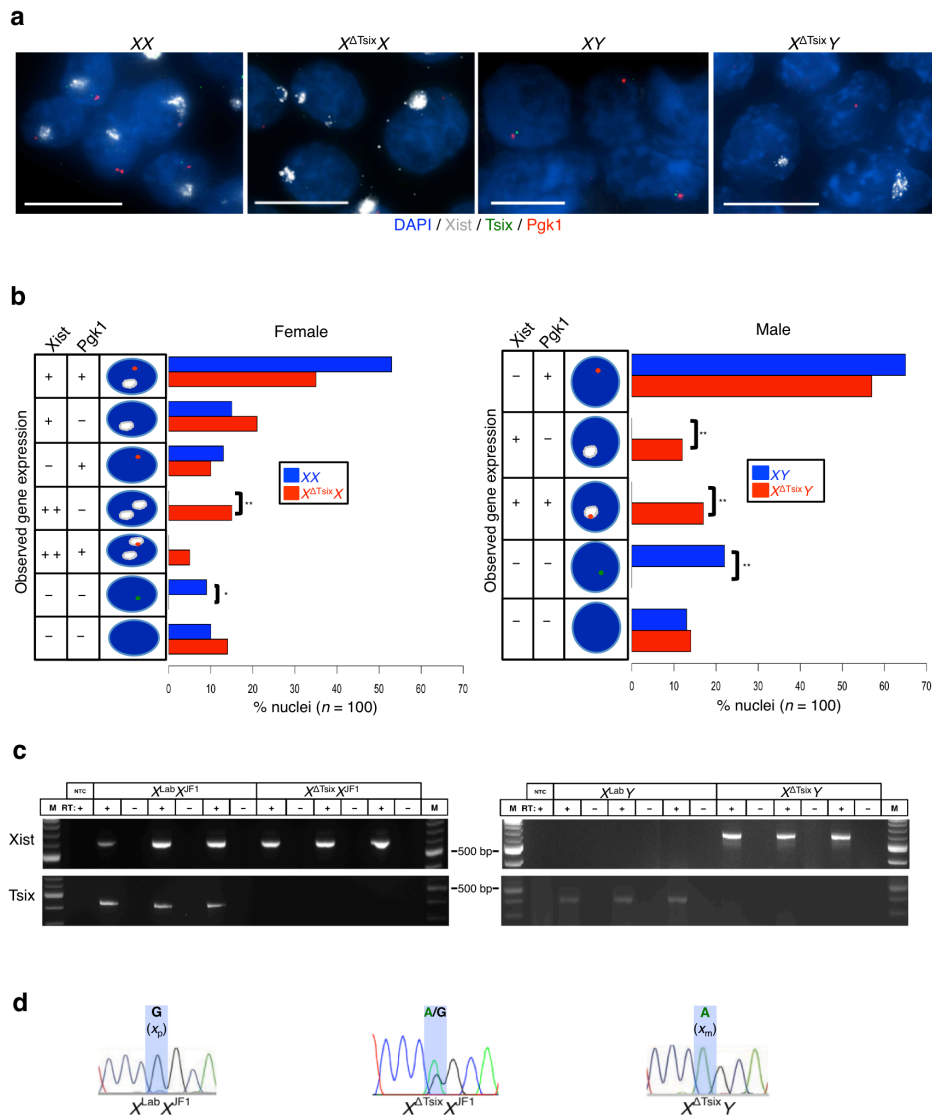 a
XX
X^ΔTsix X
XY
X^ΔTsix Y
DAPI / Xist / Tsix / Pgk1
b
Female
Xist Pgk1
Observed gene expression
+ +
+ −
− +
+ + −
+ + +
− −
− −
**
*
XX
X^ΔTsix X
0 10 20 30 40 50 60 70
% nuclei (n = 100)
Male
Xist Pgk1
Observed gene expression
− +
+ −
+ +
− −
− −
**
**
**
XY
X^ΔTsix Y
0 10 20 30 40 50 60 70
% nuclei (n = 100)
c
NTC X^Lab X^JF1 X^ΔTsix X^JF1
M RT: + + − + − + − + − + − + − M
Xist
500 bp
Tsix
500 bp
NTC X^Lab Y X^ΔTsix Y
M RT: + + − + − + − + − + − + − M
d
G
(x_p)
X^Lab X^JF1
A/G
X^ΔTsix X^JF1
A
(x_m)
X^ΔTsix Y